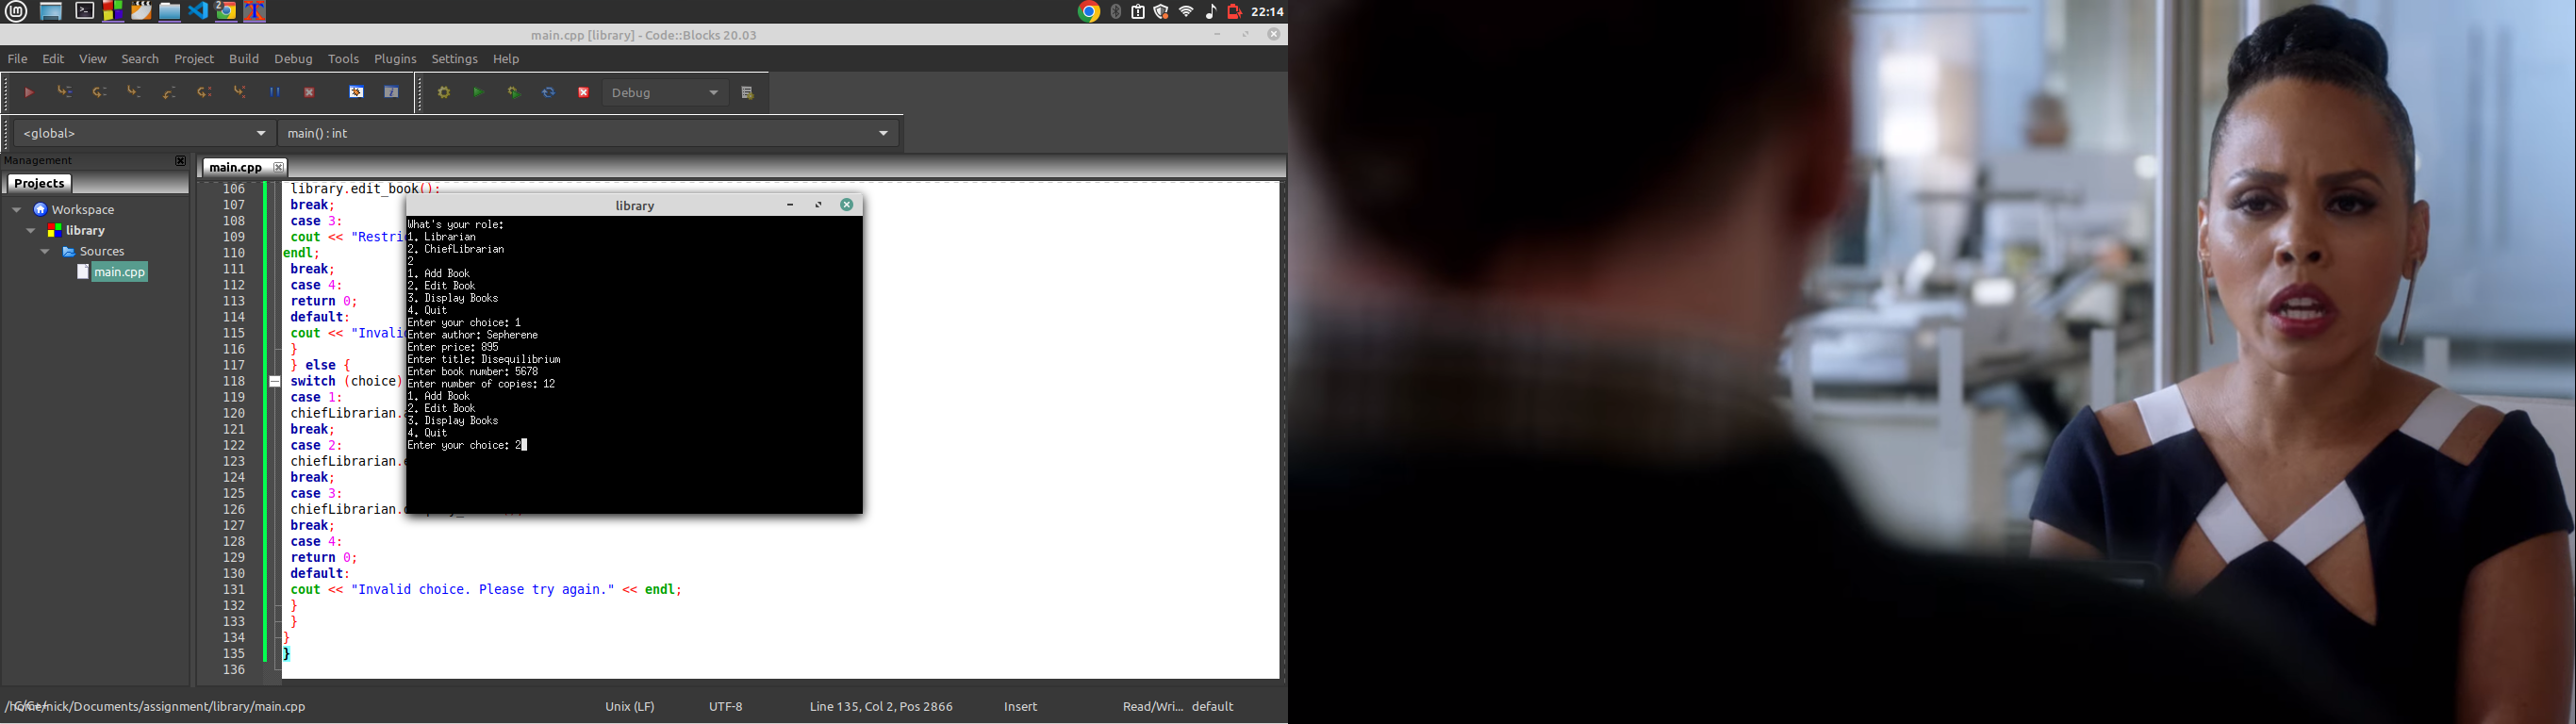 22:14
main.cpp [library] - Code::Blocks 20.03
File Edit View Search Project Build Debug Tools Plugins Settings Help
Debug
<global> main() : int
Management
Projects
main.cpp
Workspace
library
Sources
main.cpp
106 library.edit_book();
107 break;
108 case 3:
109 cout << "Restri
110 endl;
111 break;
112 case 4:
113 return 0;
114 default:
115 cout << "Invali
116 }
117 } else {
118 switch (choice)
119 case 1:
120 chiefLibrarian.
121 break;
122 case 2:
123 chiefLibrarian.
124 break;
125 case 3:
126 chiefLibrarian.
127 break;
128 case 4:
129 return 0;
130 default:
131 cout << "Invalid choice. Please try again." << endl;
132 }
133 }
134 }
135 }
136
library
What's your role:
1. Librarian
2. ChiefLibrarian
2
1. Add Book
2. Edit Book
3. Display Books
4. Quit
Enter your choice: 1
Enter author: Sepherene
Enter price: 895
Enter title: Disequilibrium
Enter book number: 5678
Enter number of copies: 12
1. Add Book
2. Edit Book
3. Display Books
4. Quit
Enter your choice: 2
/home/nick/Documents/assignment/library/main.cpp Unix (LF) UTF-8 Line 135, Col 2, Pos 2866 Insert Read/Wri... default